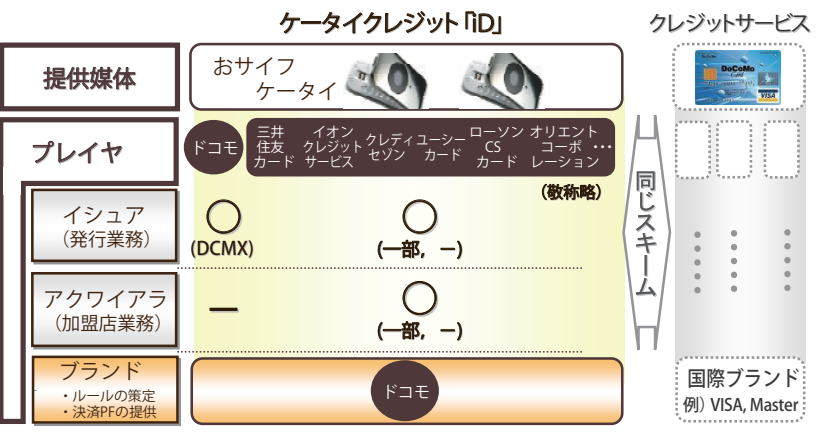 ケータイクレジット「iD」
クレジットサービス
提供媒体
おサイフ
ケータイ
DoCoMo
Card
VISA
プレイヤ
ドコモ
三井
住友
カード
イオン
クレジット
サービス
クレディ
セゾン
ユーシー
カード
ローソン
CS
カード
オリエント
コーポ
レーション
…
(敬称略)
同じスキーム
イシュア
(発行業務)
○
(DCMX)
○
(一部, ー)
アクワイアラ
(加盟店業務)
ー
○
(一部, ー)
ブランド
・ルールの策定
・決済PFの提供
ドコモ
国際ブランド
例) VISA, Master